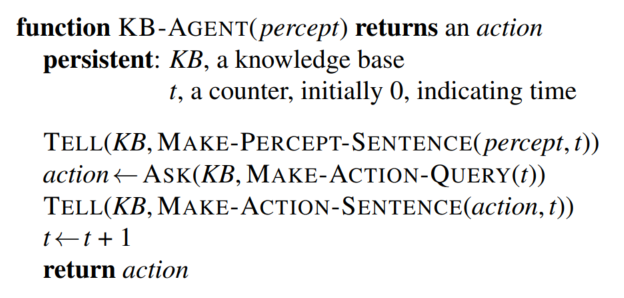 function KB-AGENT(percept) returns an action
persistent: KB, a knowledge base
t, a counter, initially 0, indicating time
TELL(KB, MAKE-PERCEPT-SENTENCE(percept, t))
action ← ASK(KB, MAKE-ACTION-QUERY(t))
TELL(KB, MAKE-ACTION-SENTENCE(action, t))
t ← t + 1
return action